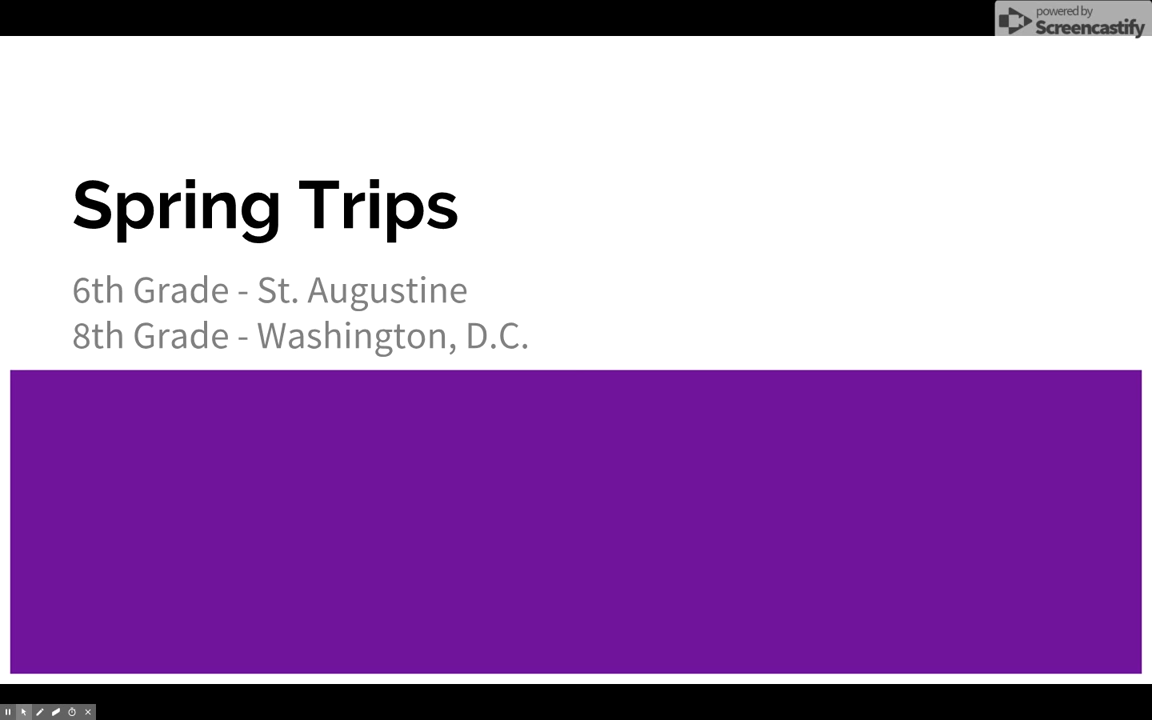 powered by
Screencastify
Spring Trips
6th Grade - St. Augustine
8th Grade - Washington, D.C.